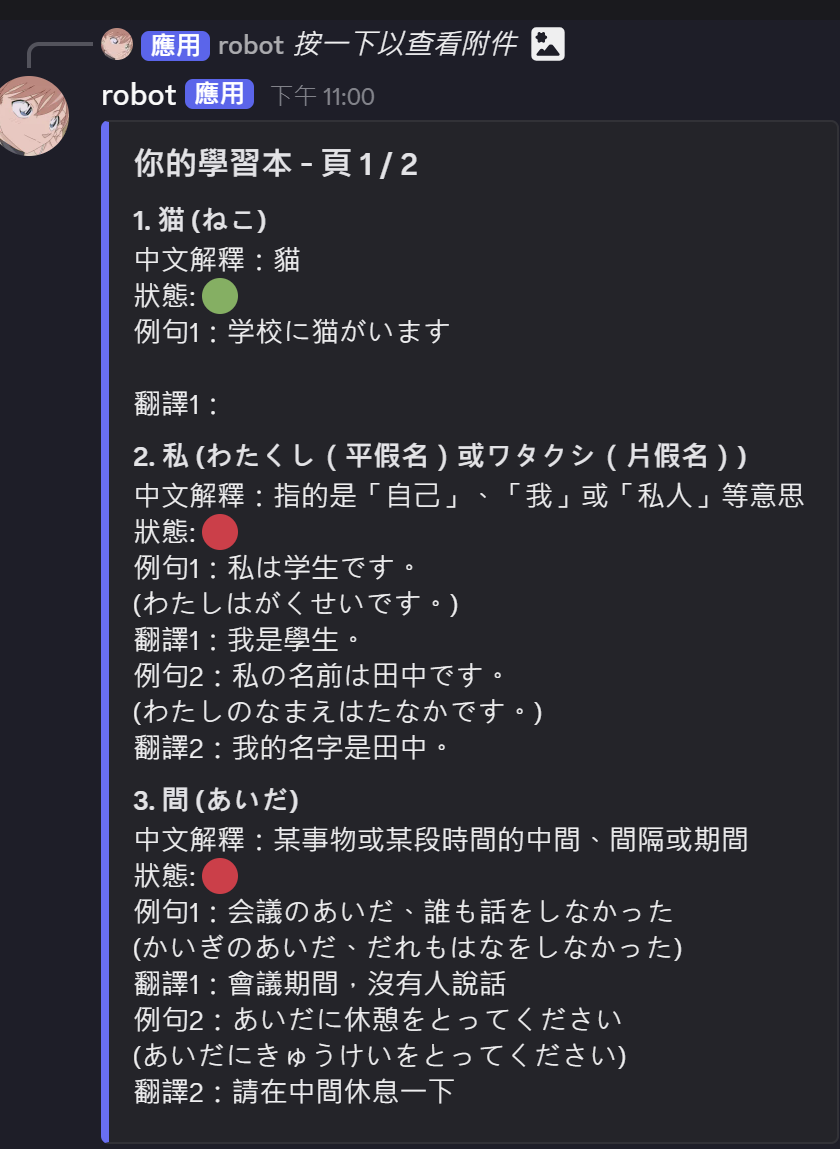 應用 robot 按一下以查看附件
robot 應用 下午 11:00
你的學習本 - 頁 1 / 2
1. 猫 (ねこ)
中文解釋：貓
狀態:
例句1：学校に猫がいます
翻譯1：
2. 私 (わたくし（平假名）或ワタクシ（片假名）)
中文解釋：指的是「自己」、「我」或「私人」等意思
狀態:
例句1：私は学生です。
(わたしはがくせいです。)
翻譯1：我是學生。
例句2：私の名前は田中です。
(わたしのなまえはたなかです。)
翻譯2：我的名字是田中。
3. 間 (あいだ)
中文解釋：某事物或某段時間的中間、間隔或期間
狀態:
例句1：会議のあいだ、誰も話をしなかった
(かいぎのあいだ、だれもはなをしなかった)
翻譯1：會議期間，沒有人說話
例句2：あいだに休憩をとってください
(あいだにきゅうけいをとってください)
翻譯2：請在中間休息一下